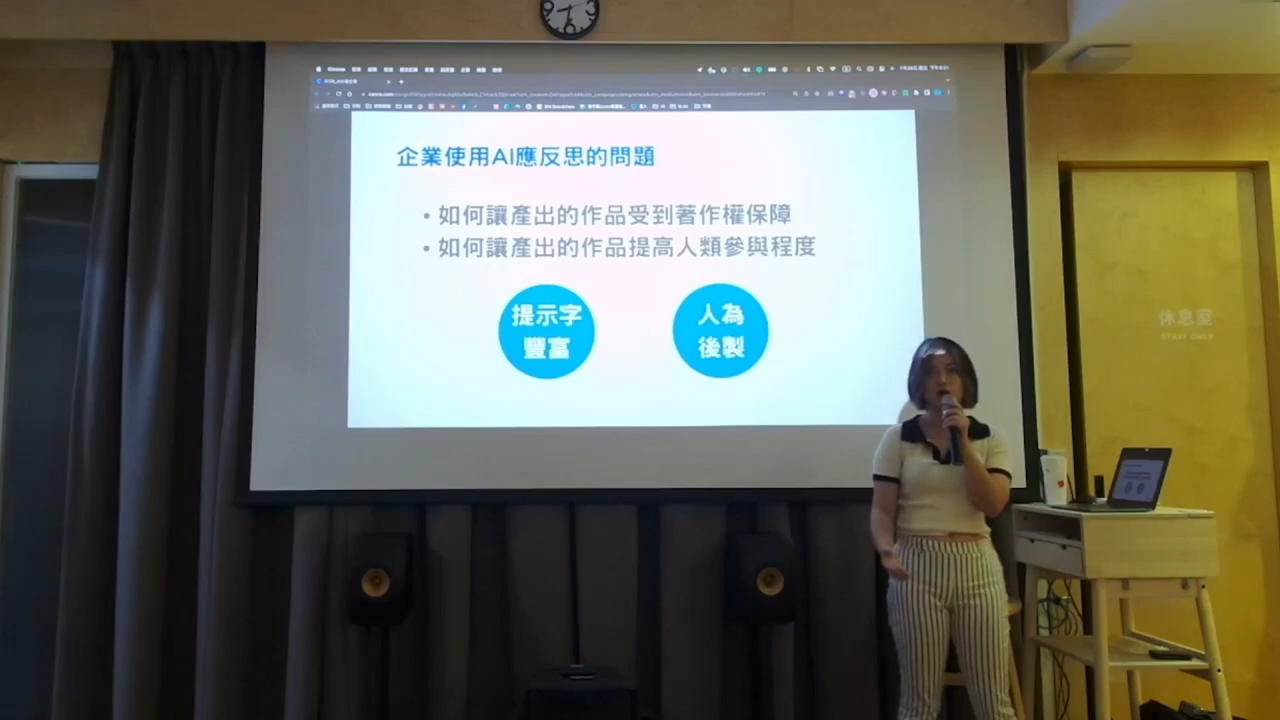 企業使用AI應反思的問題
• 如何讓產出的作品受到著作權保障
• 如何讓產出的作品提高人類參與程度
提示字
豐富
人為
後製
休息室
STAFF ONLY